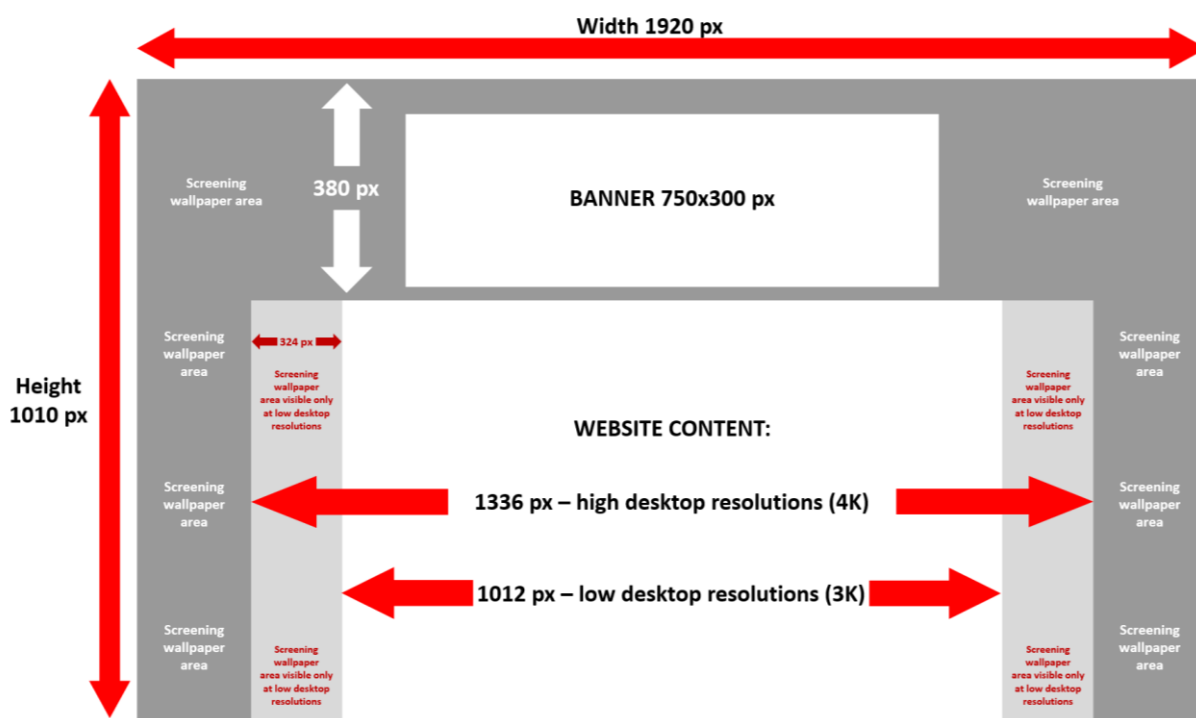 Width 1920 px
Screening
wallpaper area
380 px
BANNER 750x300 px
Screening
wallpaper area
Height
1010 px
Screening
wallpaper
area
324 px
Screening
wallpaper
area visible only
at low desktop
resolutions
WEBSITE CONTENT:
Screening
wallpaper
area visible only
at low desktop
resolutions
Screening
wallpaper
area
Screening
wallpaper
area
1336 px – high desktop resolutions (4K)
Screening
wallpaper
area
1012 px – low desktop resolutions (3K)
Screening
wallpaper
area
Screening
wallpaper
area visible only
at low desktop
resolutions
Screening
wallpaper
area visible only
at low desktop
resolutions
Screening
wallpaper
area